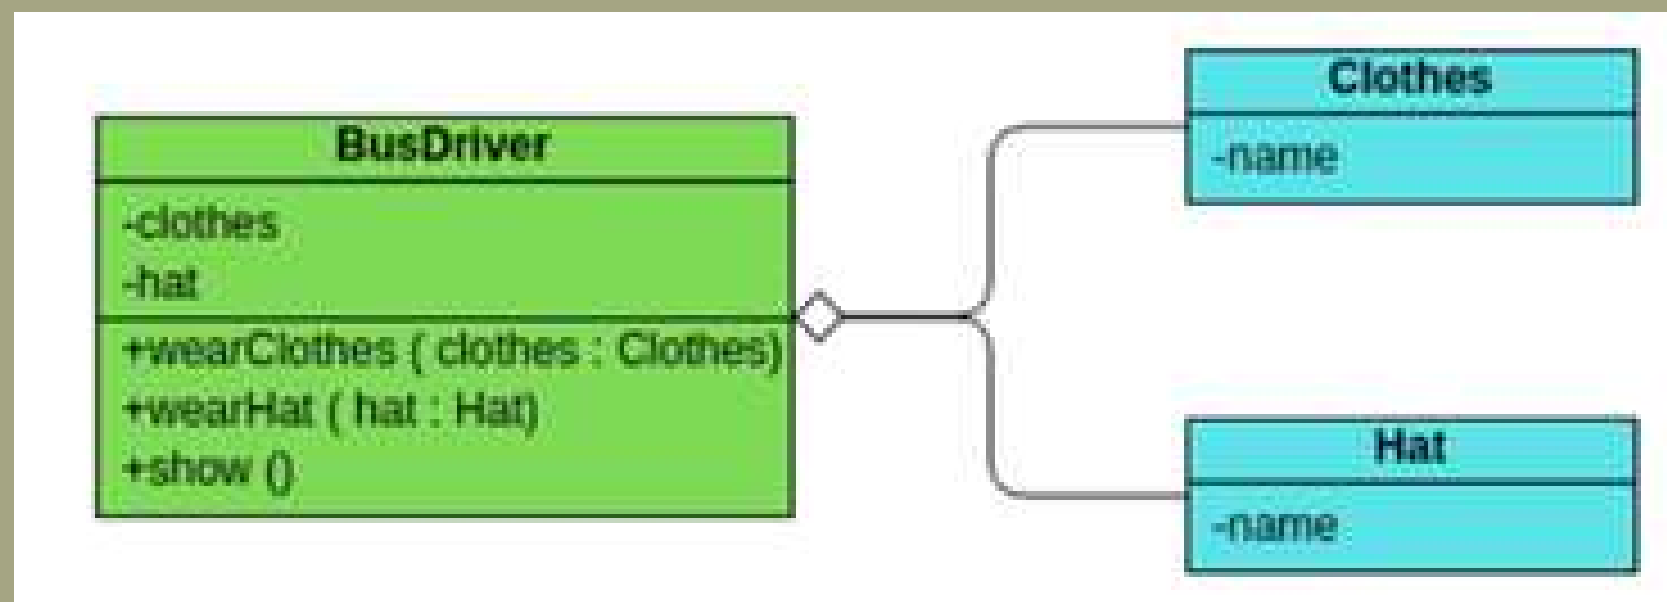 BusDriver
-clothes
-hat
+wearClothes ( clothes : Clothes)
+wearHat ( hat : Hat)
+show ()
Clothes
-name
Hat
-name